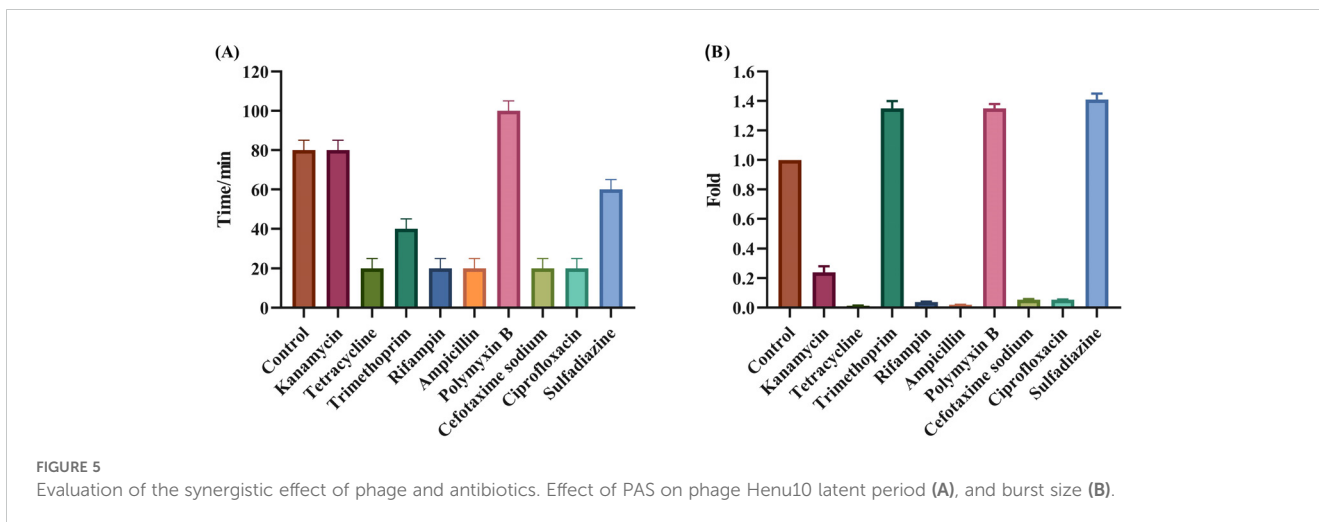 (A)
120
100
80
60
40
20
0
Time/min
Control
Kanamycin
Tetracycline
Trimethoprim
Rifampin
Ampicillin
Polymyxin B
Cefotaxime sodium
Ciprofloxacin
Sulfadiazine
(B)
1.6
1.4
1.2
1.0
0.8
0.6
0.4
0.2
0.0
Fold
Control
Kanamycin
Tetracycline
Trimethoprim
Rifampin
Ampicillin
Polymyxin B
Cefotaxime sodium
Ciprofloxacin
Sulfadiazine
FIGURE 5
Evaluation of the synergistic effect of phage and antibiotics. Effect of PAS on phage Henu10 latent period (A), and burst size (B).